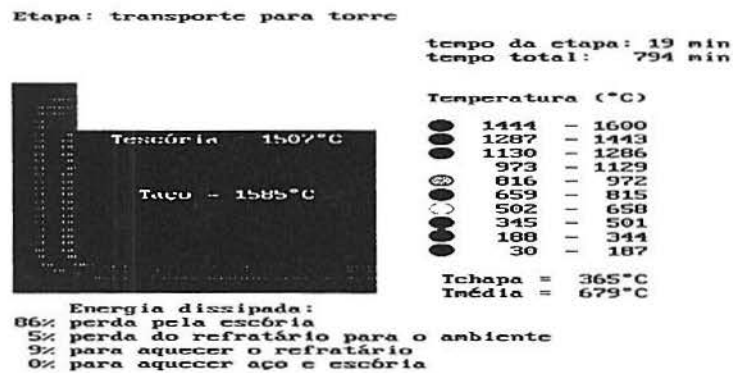 Etapa: transporte para torre
tempo da etapa: 19 min
tempo total: 794 min
Temperatura (°C)
1444 - 1600
1287 - 1443
1130 - 1286
973 - 1129
816 - 972
659 - 815
502 - 658
345 - 501
188 - 344
30 - 187
Tescória 1507°C
Taço - 1585°C
Tchapa = 365°C
Tmédia = 679°C
Energia dissipada:
86% perda pela escória
5% perda do refratário para o ambiente
9% para aquecer o refratário
0% para aquecer aço e escória